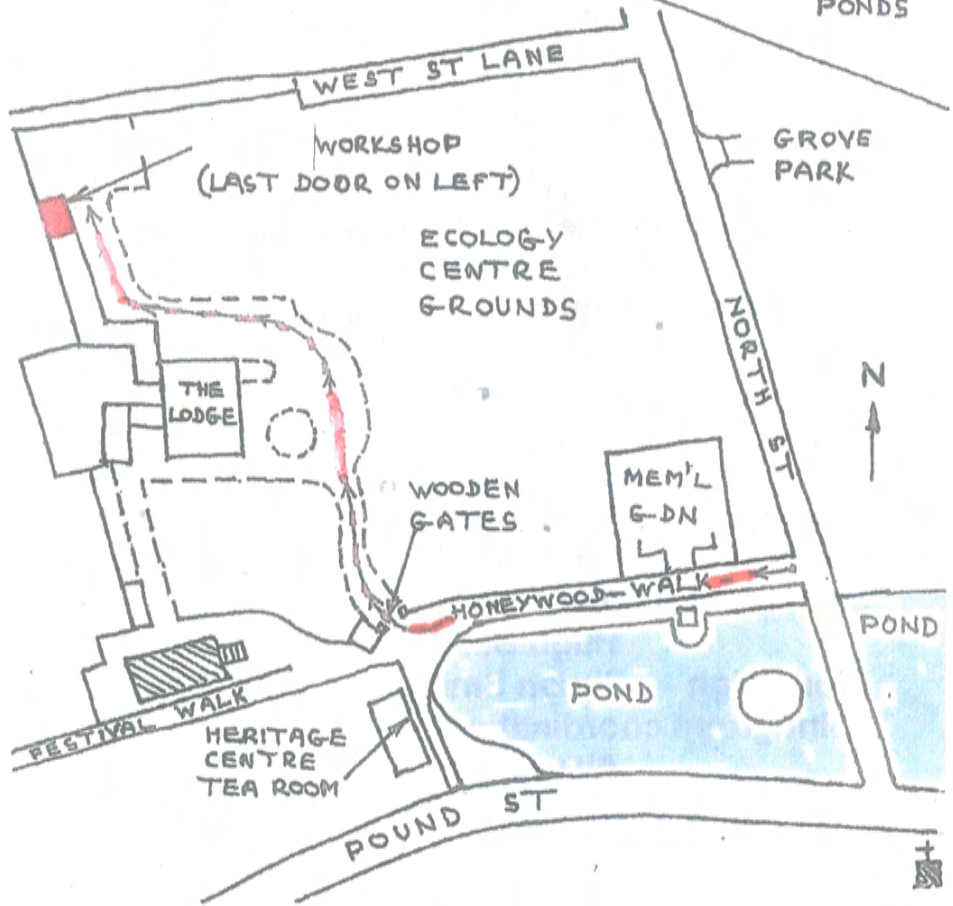 PONDS
WEST ST LANE
WORKSHOP
(LAST DOOR ON LEFT)
GROVE
PARK
ECOLOGY
CENTRE
GROUNDS
NORTH ST
N
THE
LODGE
WOODEN
GATES
MEM'L
GDN
HONEYWOOD WALK
POND
POND
FESTIVAL WALK
HERITAGE
CENTRE
TEA ROOM
POUND ST